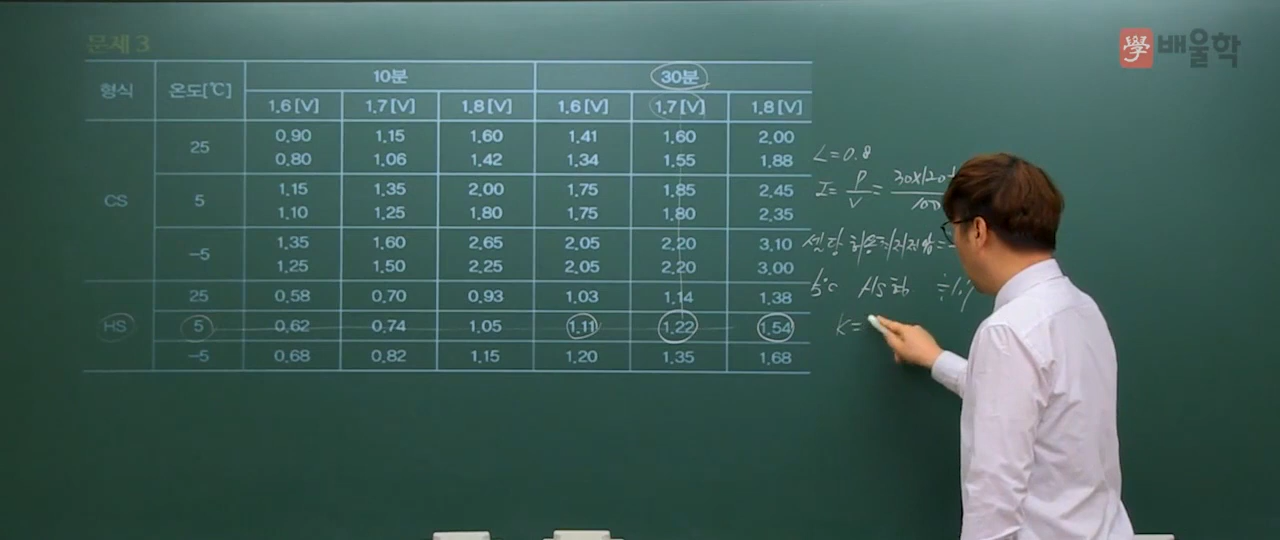 문제 3
學 배울학
형식 온도[℃] 10분 30분
1.6 [V] 1.7 [V] 1.8 [V] 1.6 [V] 1.7 [V] 1.8 [V]
CS 25 0.90 1.15 1.60 1.41 1.60 2.00
0.80 1.06 1.42 1.34 1.55 1.88
5 1.15 1.35 2.00 1.75 1.85 2.45
1.10 1.25 1.80 1.75 1.80 2.35
-5 1.35 1.60 2.65 2.05 2.20 3.10
1.25 1.50 2.25 2.05 2.20 3.00
HS 25 0.58 0.70 0.93 1.03 1.14 1.38
5 0.62 0.74 1.05 1.11 1.22 1.54
-5 0.68 0.82 1.15 1.20 1.35 1.68
L=0.8
I= P/V = 30×120+
셀당 허용최저전압=
5℃ HS형 ÷1.7
K=